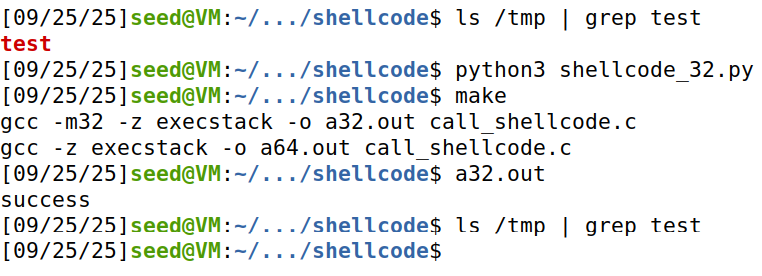 [09/25/25]seed@VM:~/.../shellcode$ ls /tmp | grep test
test
[09/25/25]seed@VM:~/.../shellcode$ python3 shellcode_32.py
[09/25/25]seed@VM:~/.../shellcode$ make
gcc -m32 -z execstack -o a32.out call_shellcode.c
gcc -z execstack -o a64.out call_shellcode.c
[09/25/25]seed@VM:~/.../shellcode$ a32.out
success
[09/25/25]seed@VM:~/.../shellcode$ ls /tmp | grep test
[09/25/25]seed@VM:~/.../shellcode$